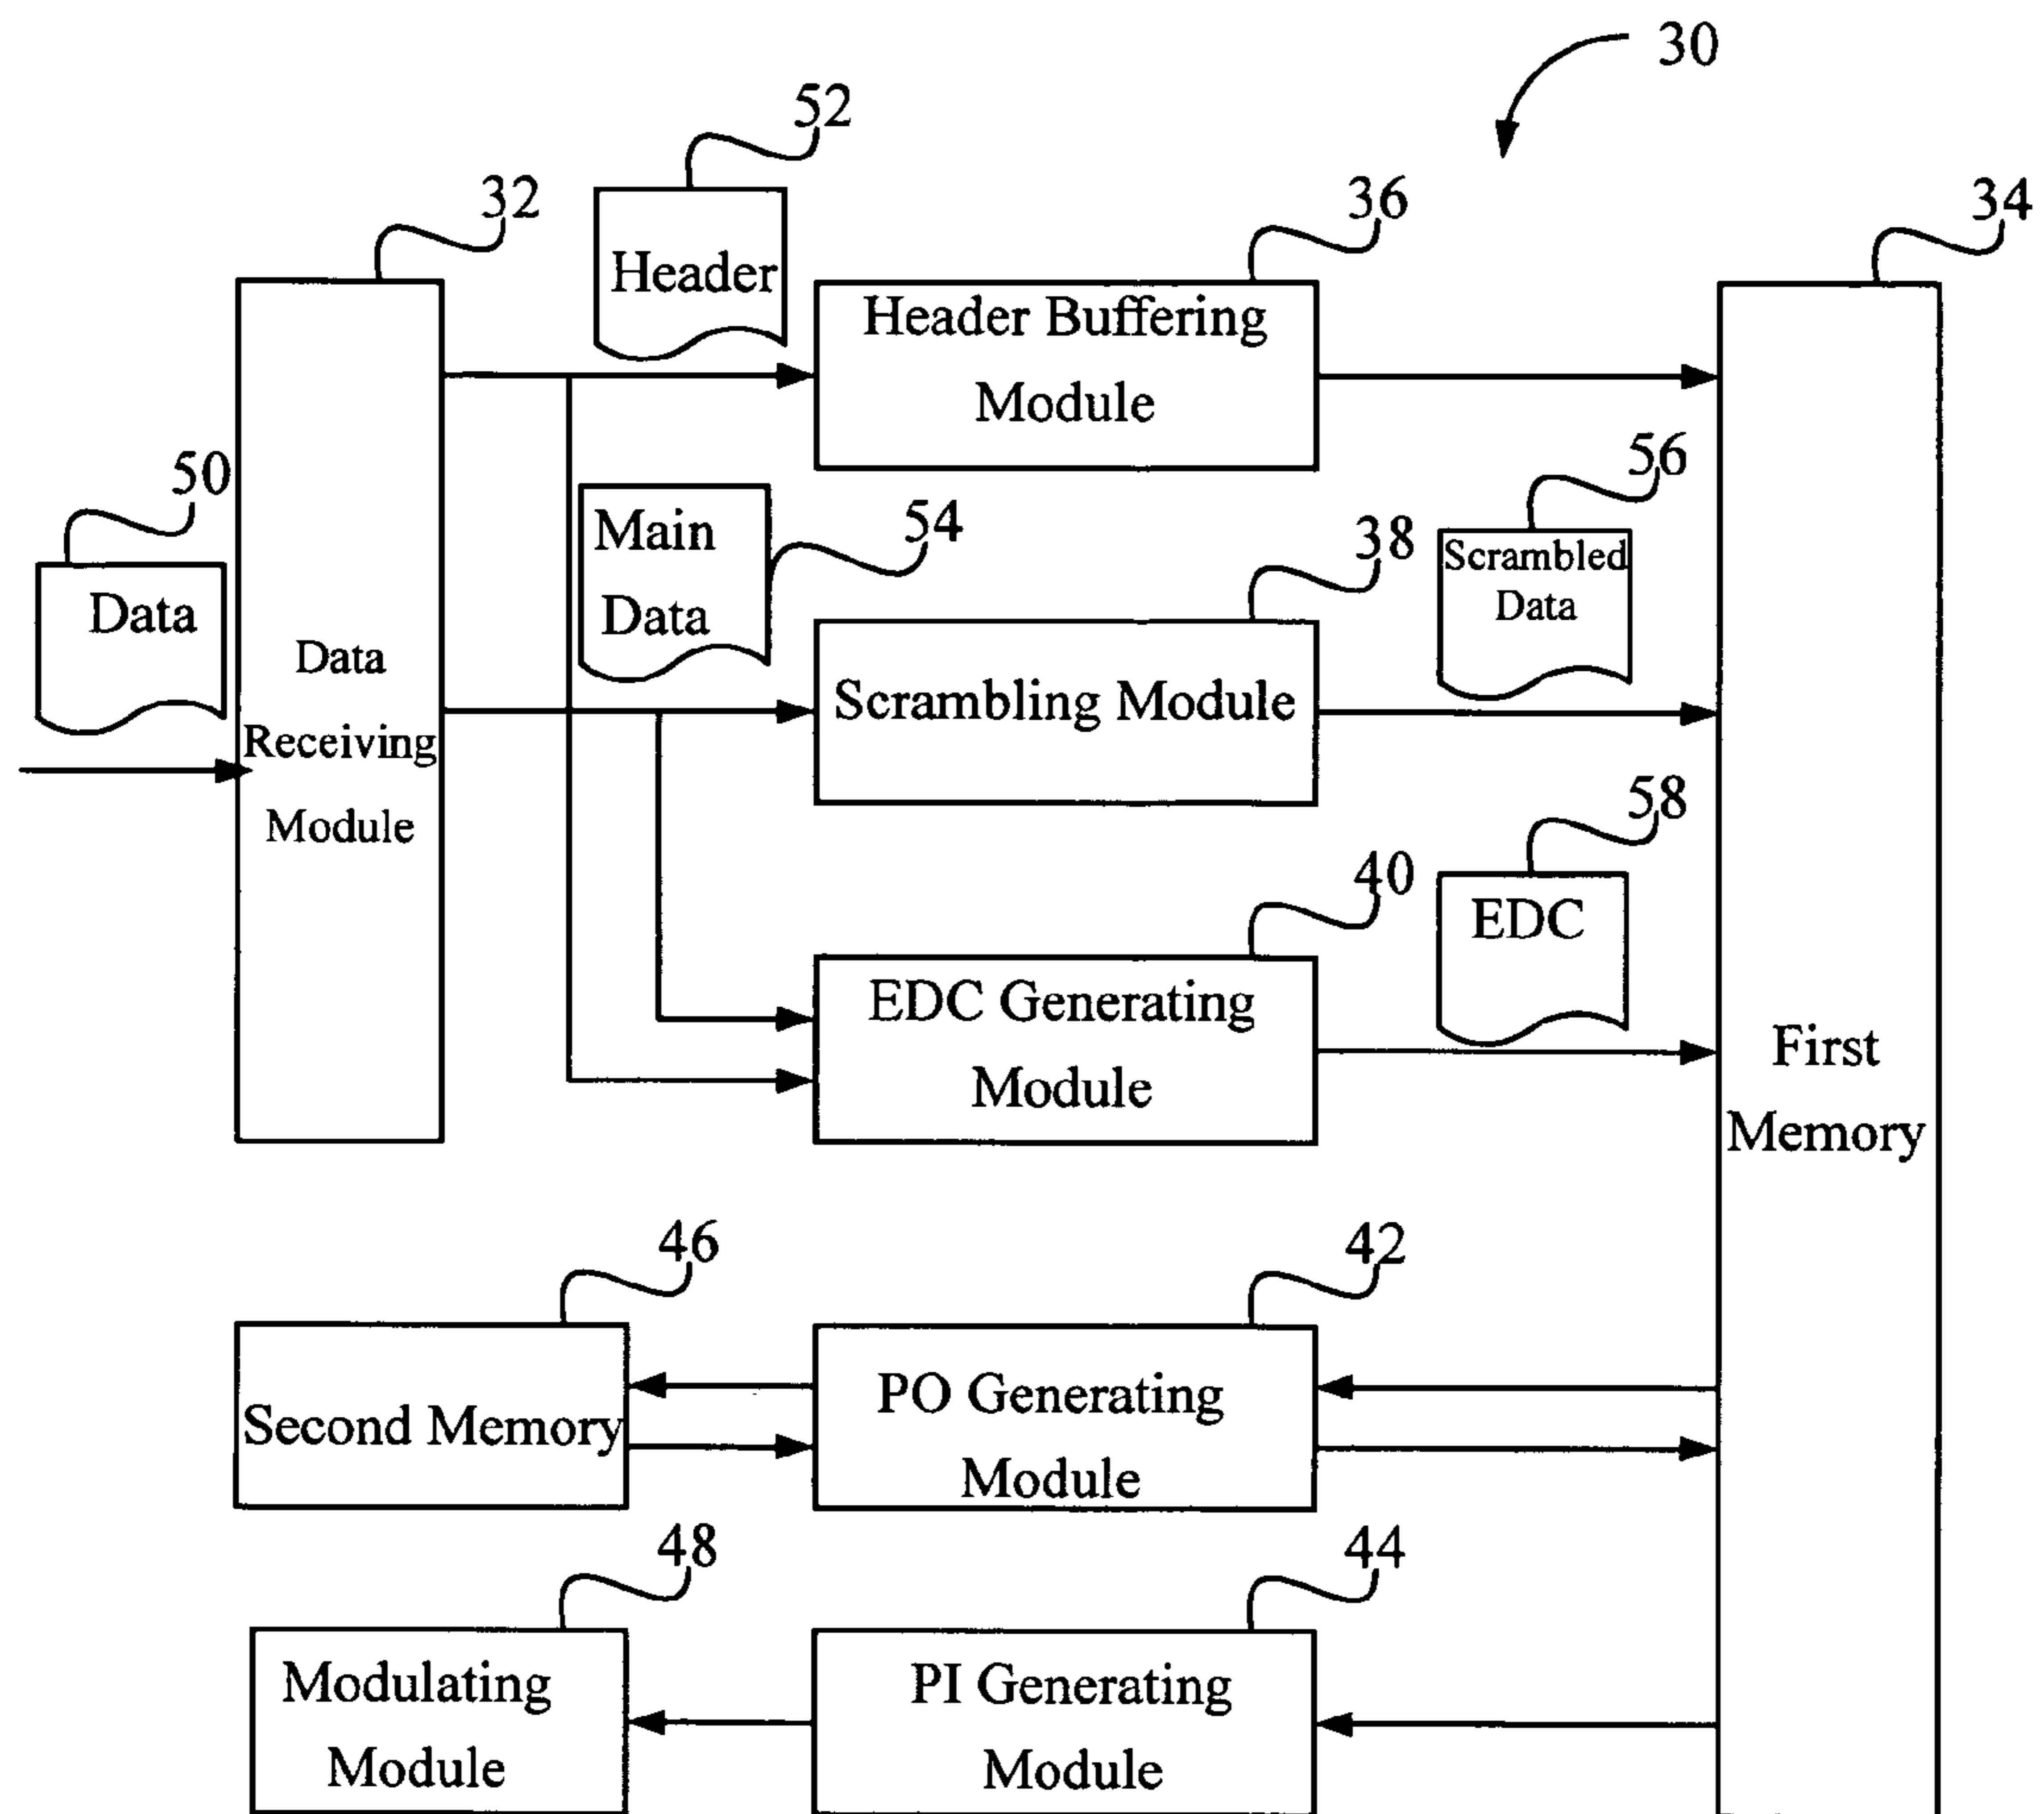 30
52
32
36
34
Header
Header Buffering
Module
50
54
38
56
Data
Main
Data
Scrambled
Data
Data
Receiving
Module
Scrambling Module
58
40
EDC
EDC Generating
Module
First
Memory
46
42
Second Memory
PO Generating
Module
48
44
Modulating
Module
PI Generating
Module